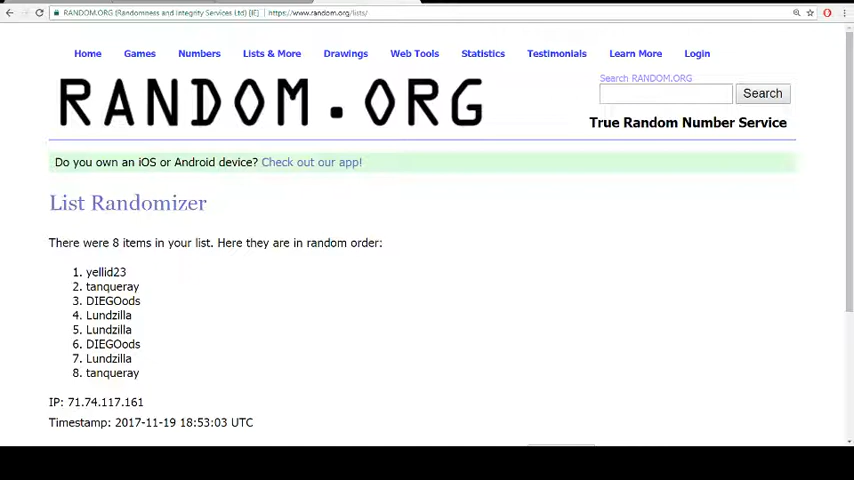 RANDOM.ORG (Randomness and Integrity Services Ltd) [IE] https://www.random.org/lists/
Home Games Numbers Lists & More Drawings Web Tools Statistics Testimonials Learn More Login
Search RANDOM.ORG
RANDOM.ORG
Search
True Random Number Service
Do you own an iOS or Android device? Check out our app!
List Randomizer
There were 8 items in your list. Here they are in random order:
1. yellid23
2. tanqueray
3. DIEGOods
4. Lundzilla
5. Lundzilla
6. DIEGOods
7. Lundzilla
8. tanqueray
IP: 71.74.117.161
Timestamp: 2017-11-19 18:53:03 UTC